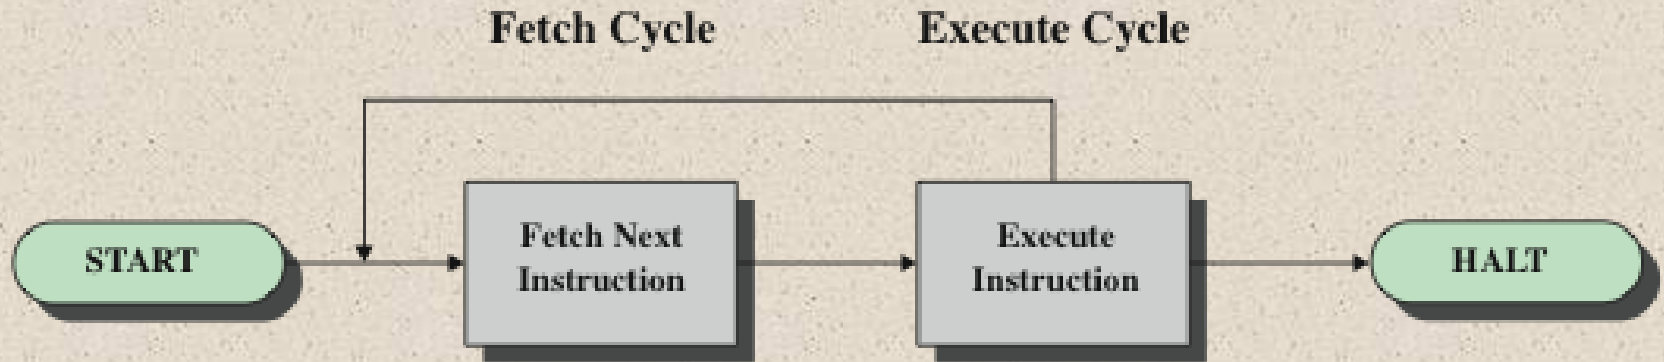 Fetch Cycle
Execute Cycle
START
Fetch Next
Instruction
Execute
Instruction
HALT